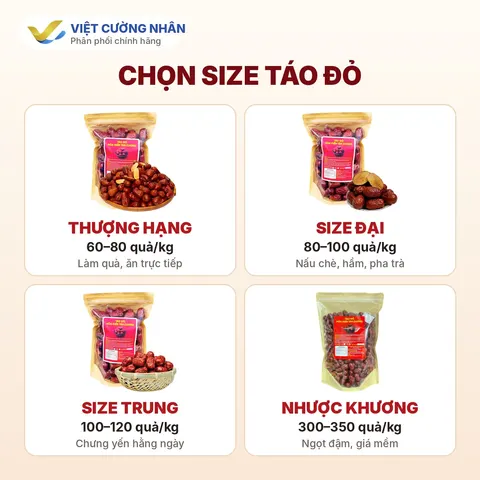 VIỆT CƯỜNG NHÂN
Phân phối chính hãng
CHỌN SIZE TÁO ĐỎ
THƯỢNG HẠNG
60–80 quả/kg
Làm quà, ăn trực tiếp
SIZE ĐẠI
80–100 quả/kg
Nấu chè, hầm, pha trà
SIZE TRUNG
100–120 quả/kg
Chưng yến hằng ngày
NHƯỢC KHƯƠNG
300–350 quả/kg
Ngọt đậm, giá mềm